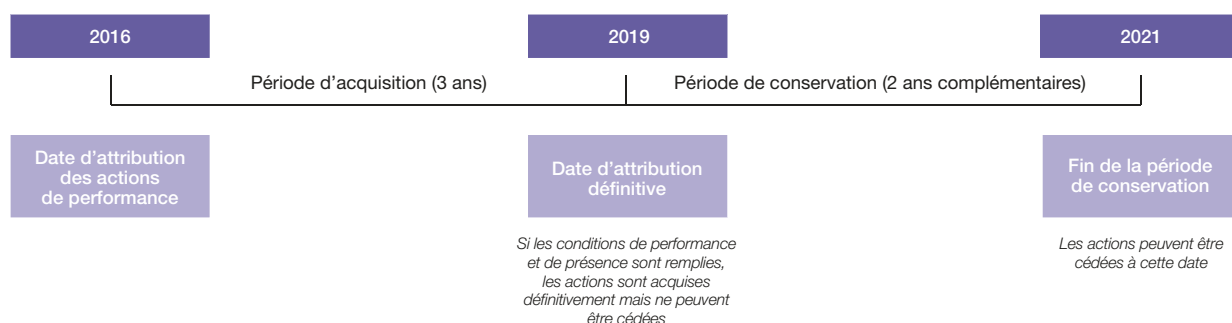 2016
2019
2021
Période d'acquisition (3 ans)
Période de conservation (2 ans complémentaires)
Date d'attribution
des actions
de performance
Date d'attribution
définitive
Fin de la période
de conservation
Si les conditions de performance
et de présence sont remplies,
les actions sont acquises
définitivement mais ne peuvent
être cédées
Les actions peuvent être
cédées à cette date